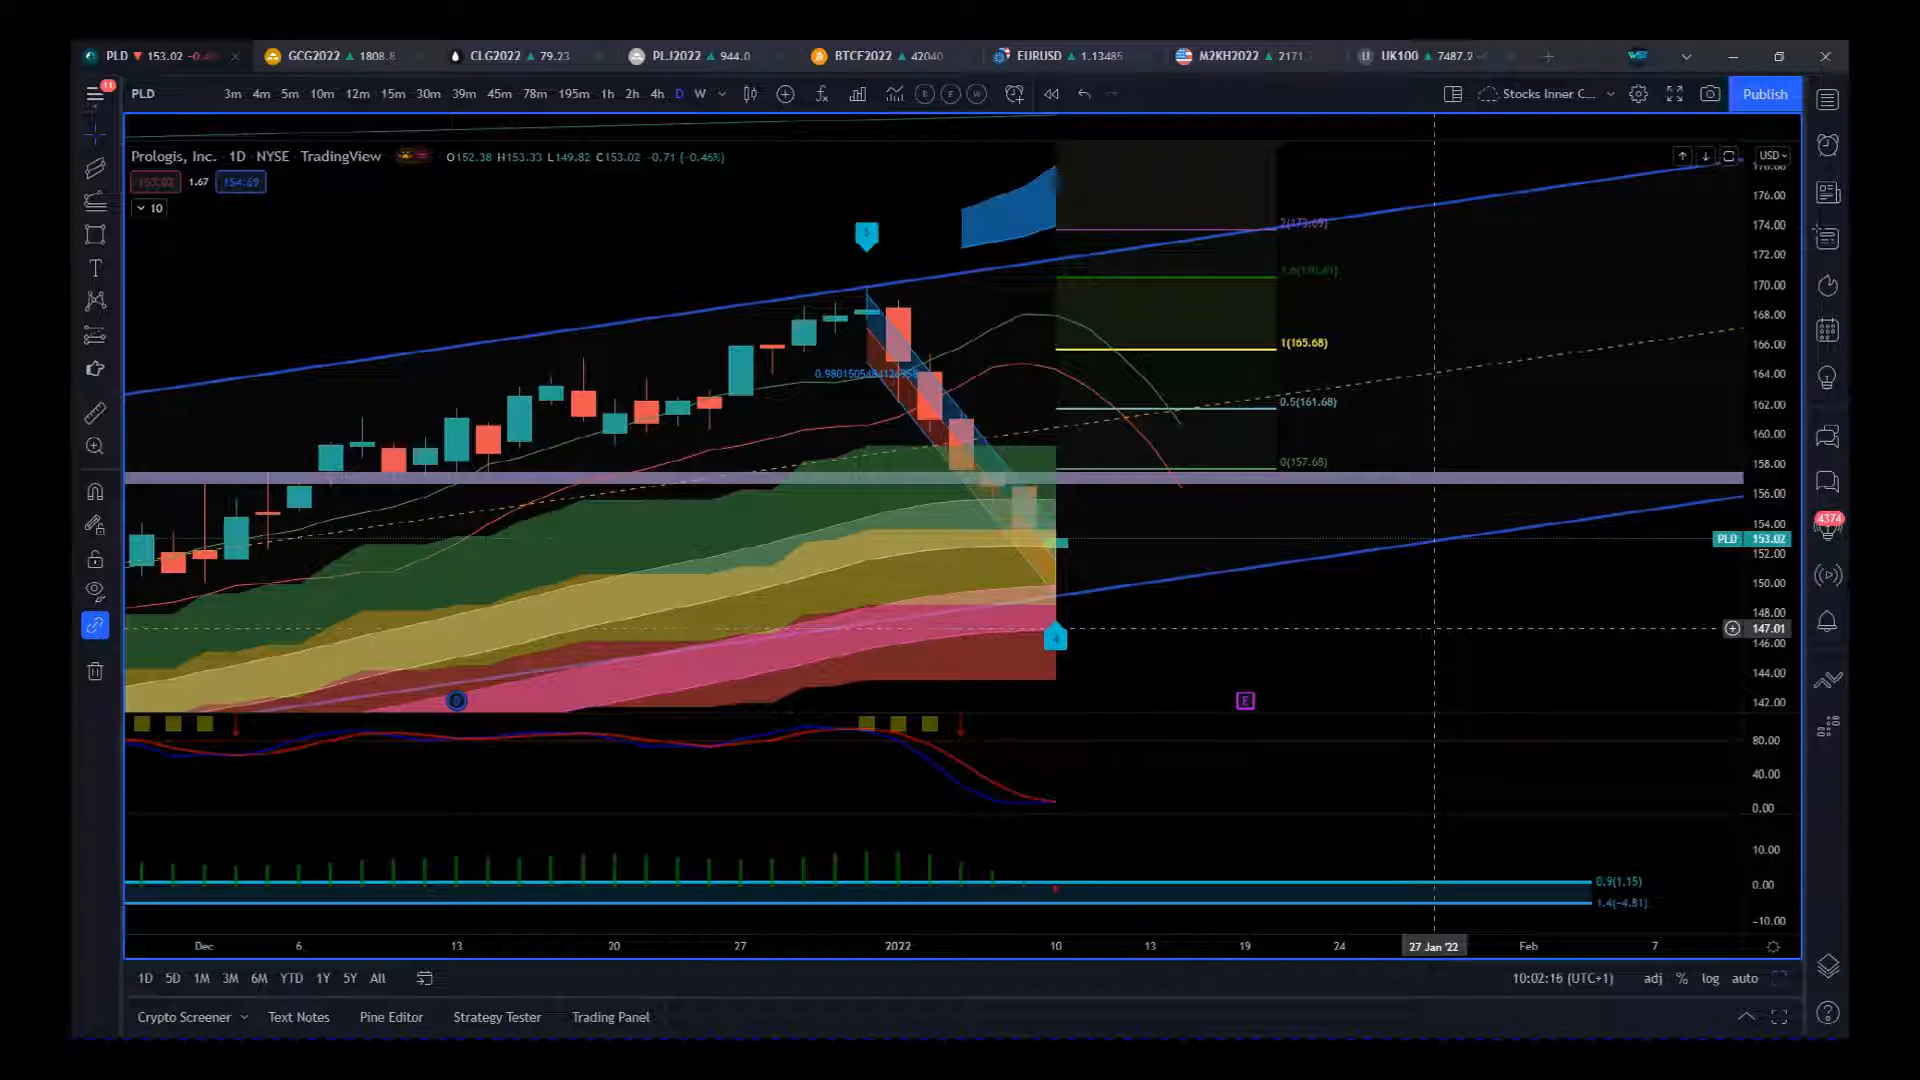 PLD 153.02
GCG2022 1808.8
CLG2022 79.23
PLJ2022 944.0
BTCF2022 42040
EURUSD 1.13485
M2KH2022 2171.
UK100 7487.2
11
PLD 3m 4m 5m 10m 12m 15m 30m 39m 45m 78m 195m 1h 2h 4h D W E F W Stocks Inner C... Publish
Prologis, Inc. 1D NYSE TradingView O152.38 H153.33 L149.82 C153.02 -0.71 (-0.46%)
1.67 154.69
10
USD
176.00
174.00
172.00
170.00
168.00
166.00
164.00
162.00
160.00
158.00
156.00
154.00
PLD 153.02
152.00
150.00
148.00
147.01
146.00
144.00
142.00
2(173.69)
1(165.68)
0.5(161.68)
0(157.68)
5
4
D
E
80.00
40.00
0.00
10.00
0.00
-10.00
0.9(1.15)
1.4(-4.81)
4374
Dec 6 13 20 27 2022 10 13 19 24 27 Jan '22 Feb 7
1D 5D 1M 3M 6M YTD 1Y 5Y All
10:02:16 (UTC+1) adj % log auto
Crypto Screener Text Notes Pine Editor Strategy Tester Trading Panel